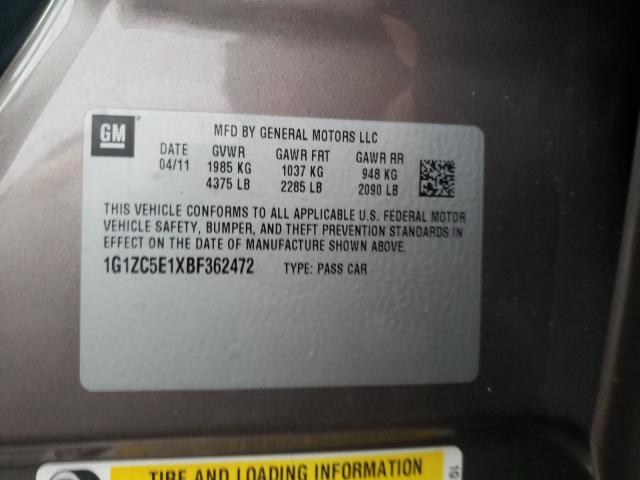 GM
MFD BY GENERAL MOTORS LLC
DATE GVWR GAWR FRT GAWR RR
04/11 1985 KG 1037 KG 948 KG
4375 LB 2285 LB 2090 LB
THIS VEHICLE CONFORMS TO ALL APPLICABLE U.S. FEDERAL MOTOR
VEHICLE SAFETY, BUMPER, AND THEFT PREVENTION STANDARDS IN
EFFECT ON THE DATE OF MANUFACTURE SHOWN ABOVE.
1G1ZC5E1XBF362472 TYPE: PASS CAR
TIRE AND LOADING INFORMATION